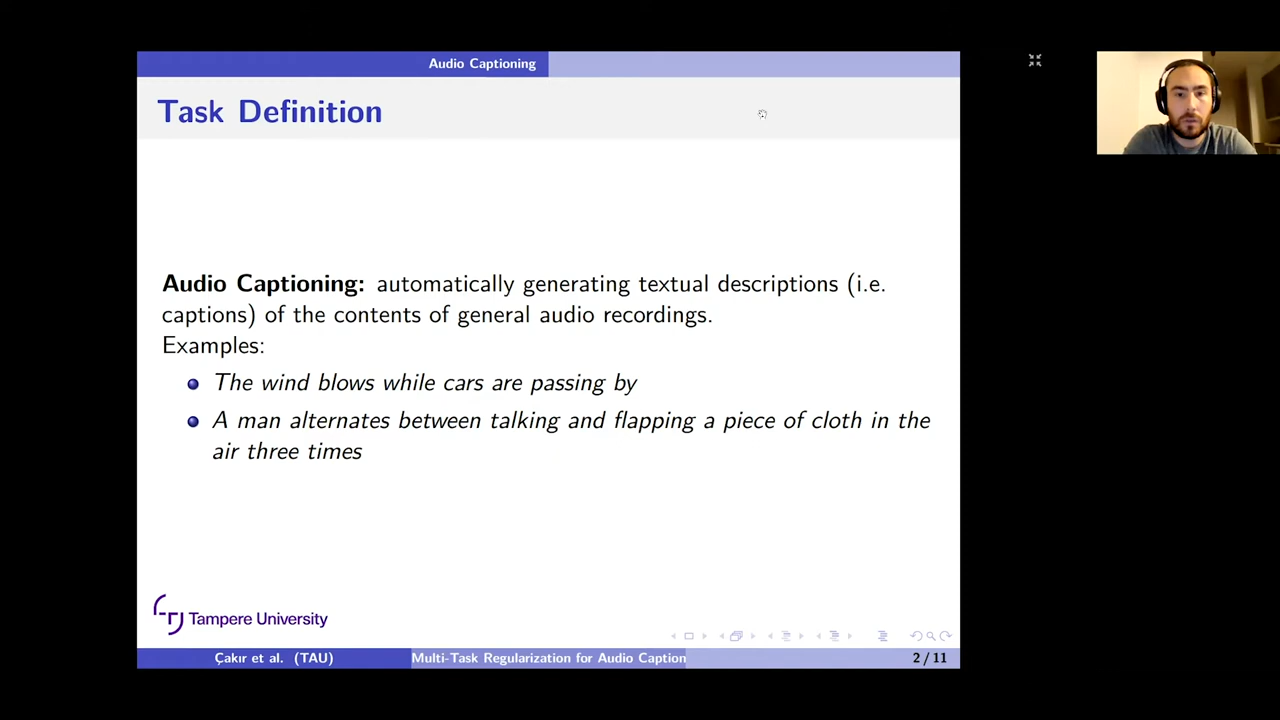 Audio Captioning
Task Definition
Audio Captioning: automatically generating textual descriptions (i.e.
captions) of the contents of general audio recordings.
Examples:
The wind blows while cars are passing by
A man alternates between talking and flapping a piece of cloth in the
air three times
Tampere University
Çakır et al. (TAU)
Multi-Task Regularization for Audio Caption
2 / 11